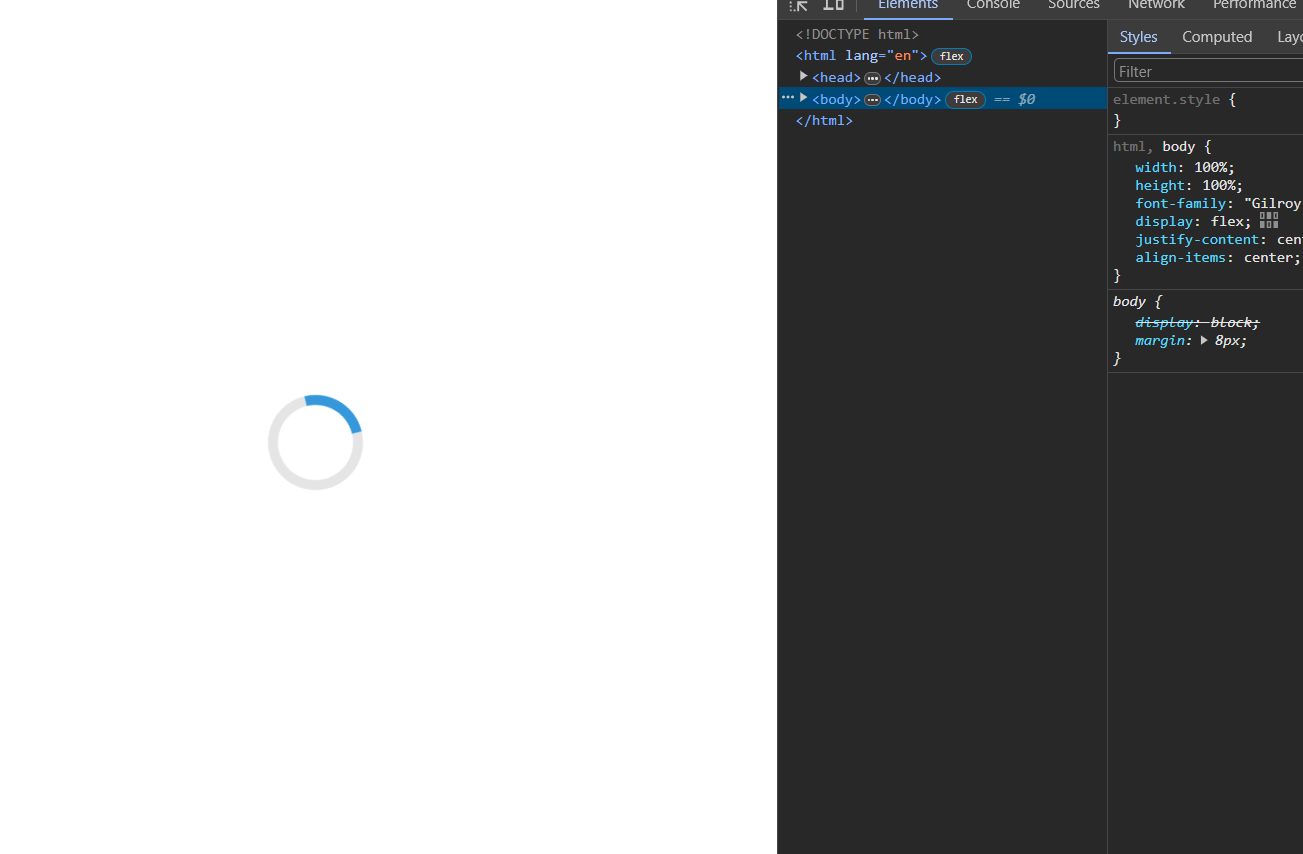 Elements Console Sources Network Performance
<!DOCTYPE html>
<html lang="en"> flex
<head> ••• </head>
••• <body> ••• </body> flex == $0
</html>
Styles Computed Layo
Filter
element.style {
}
html, body {
width: 100%;
height: 100%;
font-family: "Gilroy
display: flex;
justify-content: cent
align-items: center;
}
body {
display: block;
margin: 8px;
}